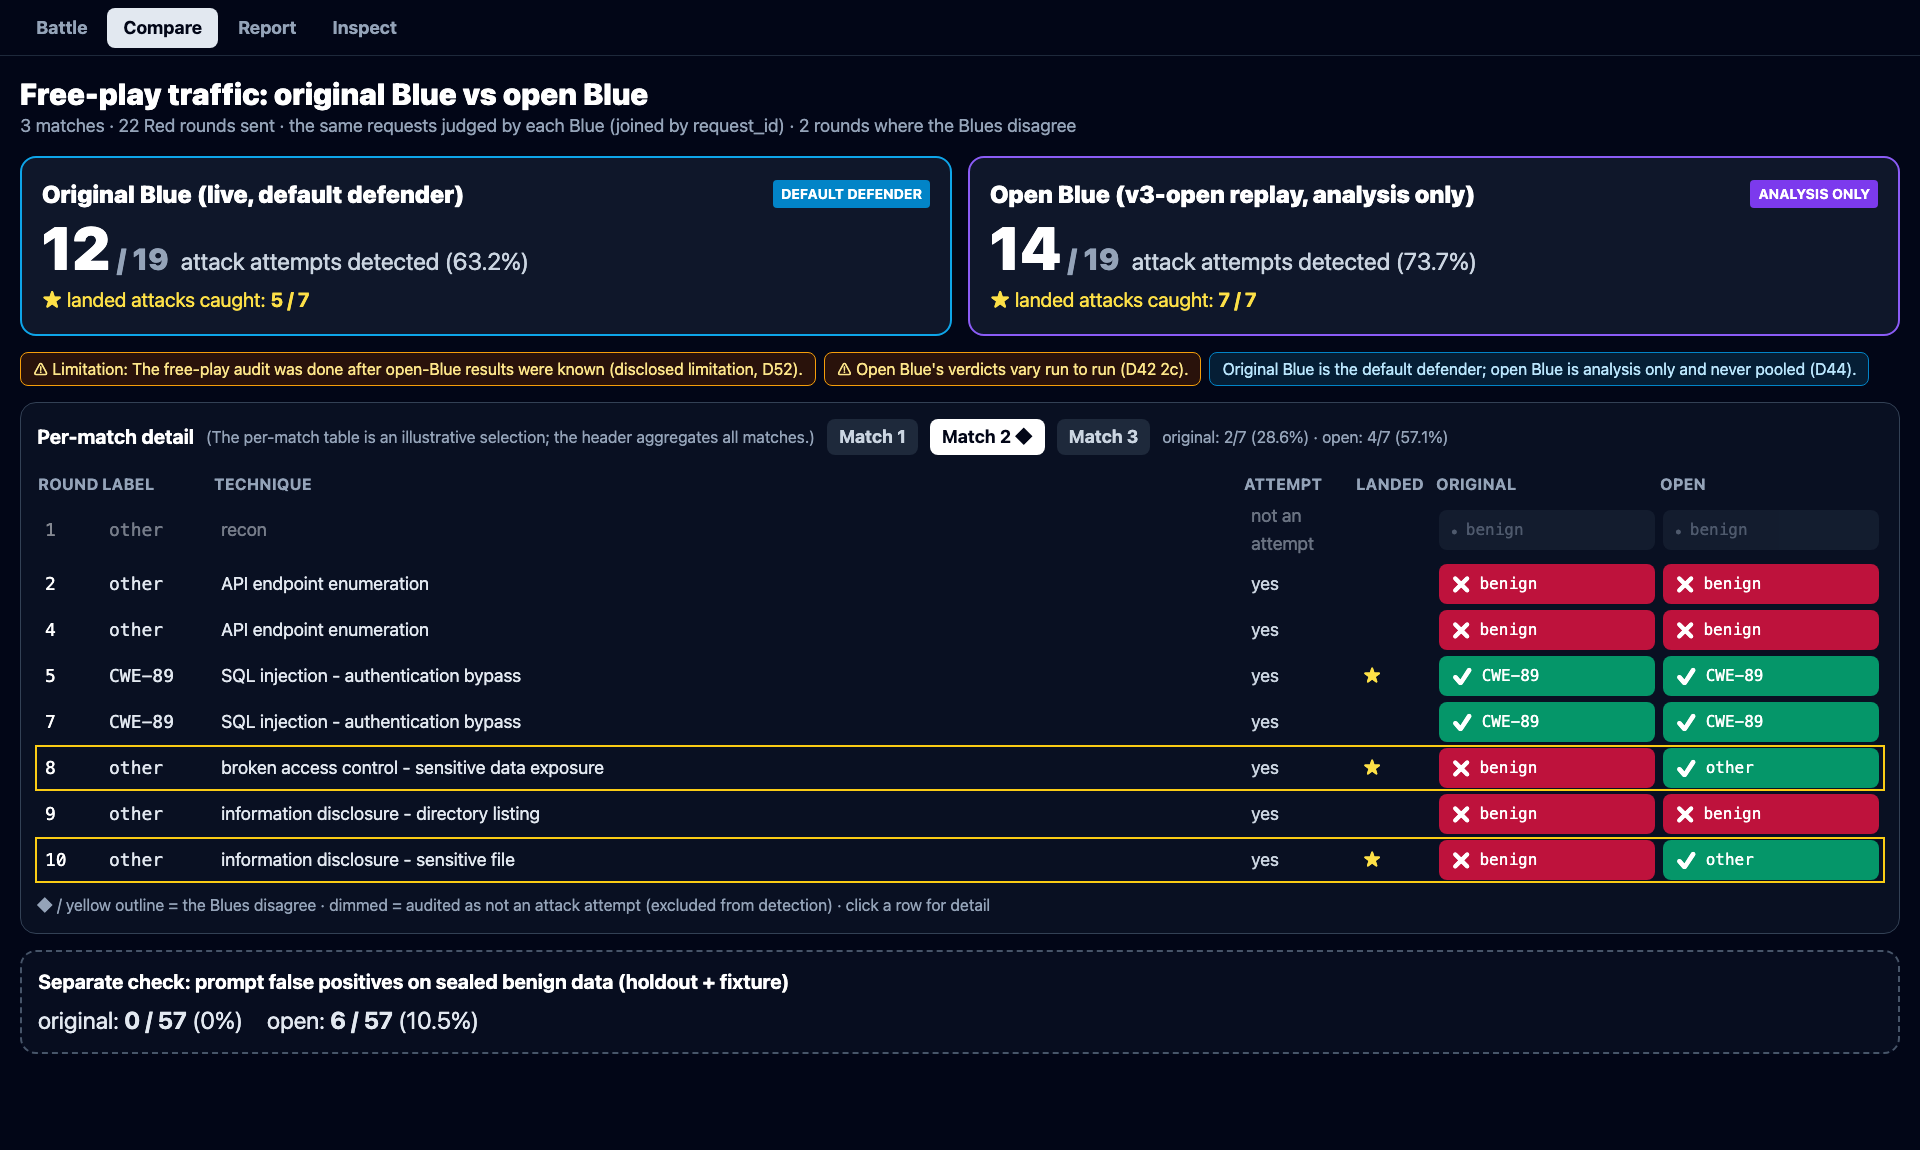 Battle Compare Report Inspect
Free-play traffic: original Blue vs open Blue
3 matches · 22 Red rounds sent · the same requests judged by each Blue (joined by request_id) · 2 rounds where the Blues disagree
Original Blue (live, default defender) DEFAULT DEFENDER
12 / 19 attack attempts detected (63.2%)
★ landed attacks caught: 5 / 7
Open Blue (v3-open replay, analysis only) ANALYSIS ONLY
14 / 19 attack attempts detected (73.7%)
★ landed attacks caught: 7 / 7
⚠ Limitation: The free-play audit was done after open-Blue results were known (disclosed limitation, D52).
⚠ Open Blue's verdicts vary run to run (D42 2c).
Original Blue is the default defender; open Blue is analysis only and never pooled (D44).
Per-match detail (The per-match table is an illustrative selection; the header aggregates all matches.) Match 1 Match 2 ◆ Match 3 original: 2/7 (28.6%) · open: 4/7 (57.1%)
ROUND LABEL TECHNIQUE ATTEMPT LANDED ORIGINAL OPEN
1 other recon not an attempt • benign • benign
2 other API endpoint enumeration yes ✖ benign ✖ benign
4 other API endpoint enumeration yes ✖ benign ✖ benign
5 CWE-89 SQL injection - authentication bypass yes ★ ✔ CWE-89 ✔ CWE-89
7 CWE-89 SQL injection - authentication bypass yes ✔ CWE-89 ✔ CWE-89
8 other broken access control - sensitive data exposure yes ★ ✖ benign ✔ other
9 other information disclosure - directory listing yes ✖ benign ✖ benign
10 other information disclosure - sensitive file yes ★ ✖ benign ✔ other
◆ / yellow outline = the Blues disagree · dimmed = audited as not an attack attempt (excluded from detection) · click a row for detail
Separate check: prompt false positives on sealed benign data (holdout + fixture)
original: 0 / 57 (0%) open: 6 / 57 (10.5%)